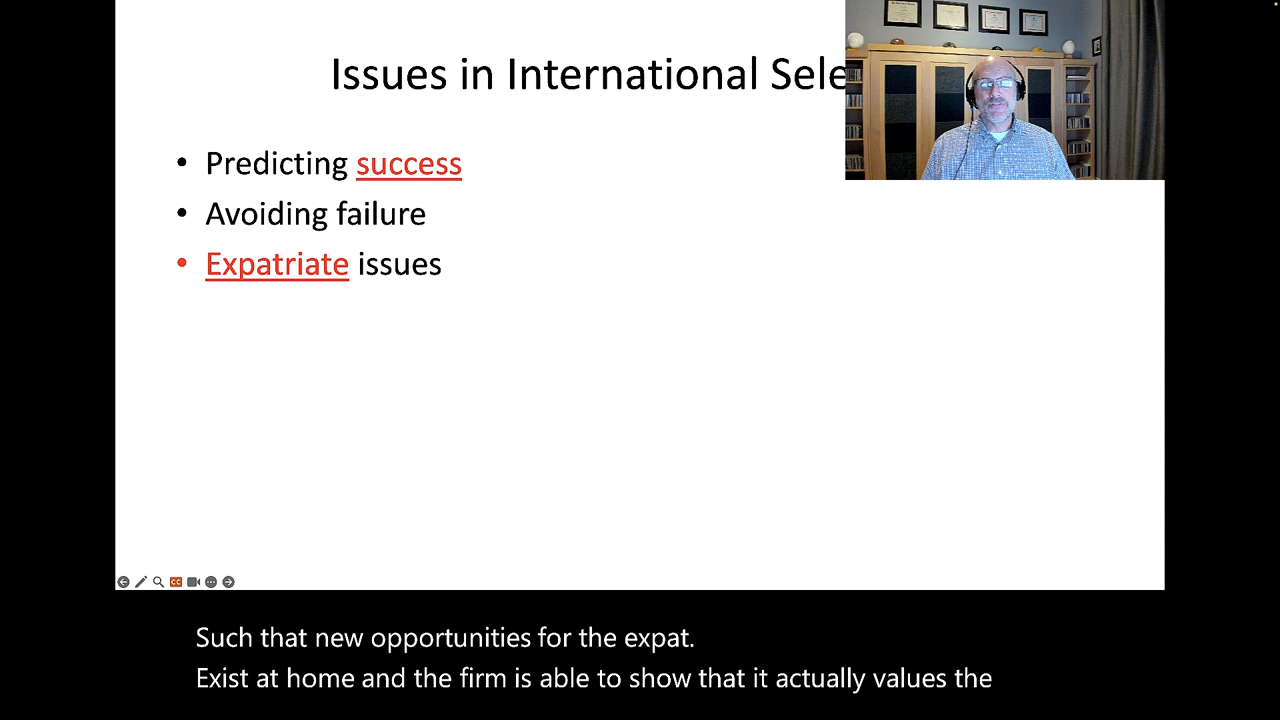 Issues in International Sele
• Predicting success
• Avoiding failure
• Expatriate issues
CC
Such that new opportunities for the expat.
Exist at home and the firm is able to show that it actually values the